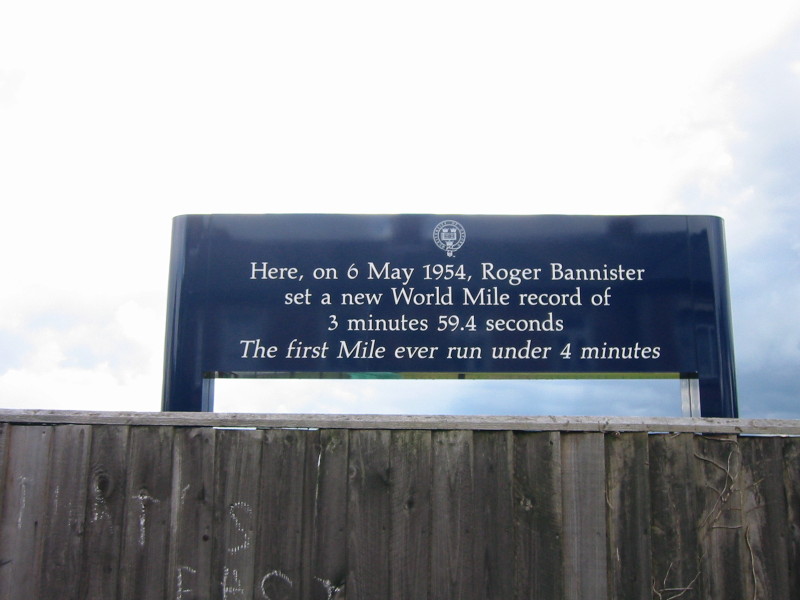 Here, on 6 May 1954, Roger Bannister
set a new World Mile record of
3 minutes 59.4 seconds
The first Mile ever run under 4 minutes